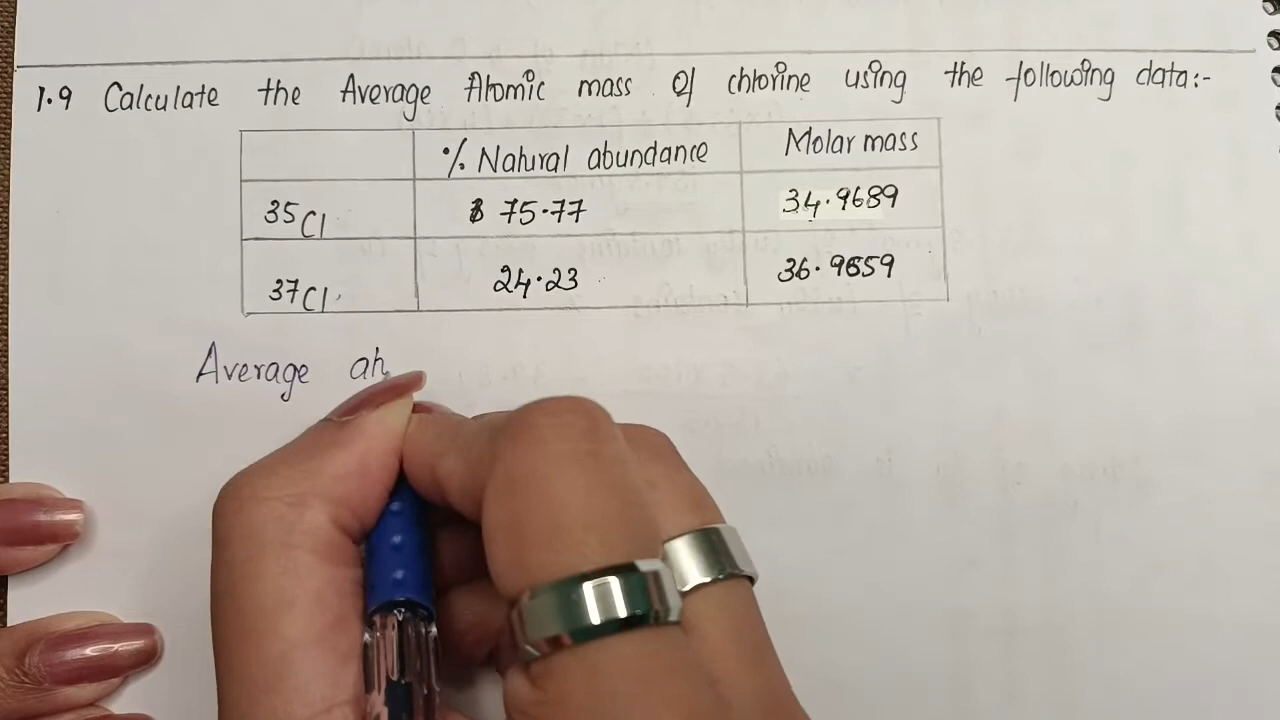 1.9 Calculate the Average Atomic mass of chlorine using the following data:-
% Natural abundance Molar mass
35Cl 75.77 34.9689
37Cl 24.23 36.9659
Average